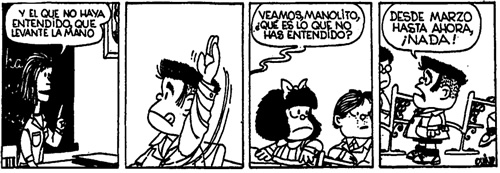 Y EL QUE NO HAYA
ENTENDIDO, QUE
LEVANTE LA MANO
VEAMOS, MANOLITO,
¿QUÉ ES LO QUE NO
HAS ENTENDIDO?
DESDE MARZO
HASTA AHORA,
¡NADA!